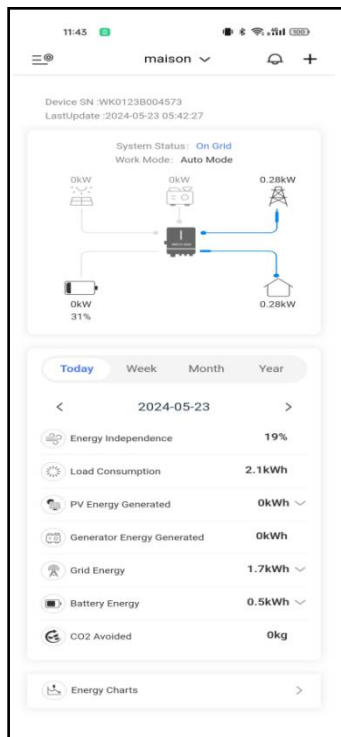 11:43
100
maison
Device SN :WK0123B004573
LastUpdate :2024-05-23 05:42:27
System Status: On Grid
Work Mode: Auto Mode
0kW 0kW 0.28kW
0kW 0.28kW
31%
Today Week Month Year
< 2024-05-23 >
Energy Independence 19%
Load Consumption 2.1kWh
PV Energy Generated 0kWh
Generator Energy Generated 0kWh
Grid Energy 1.7kWh
Battery Energy 0.5kWh
CO2 Avoided 0kg
Energy Charts >